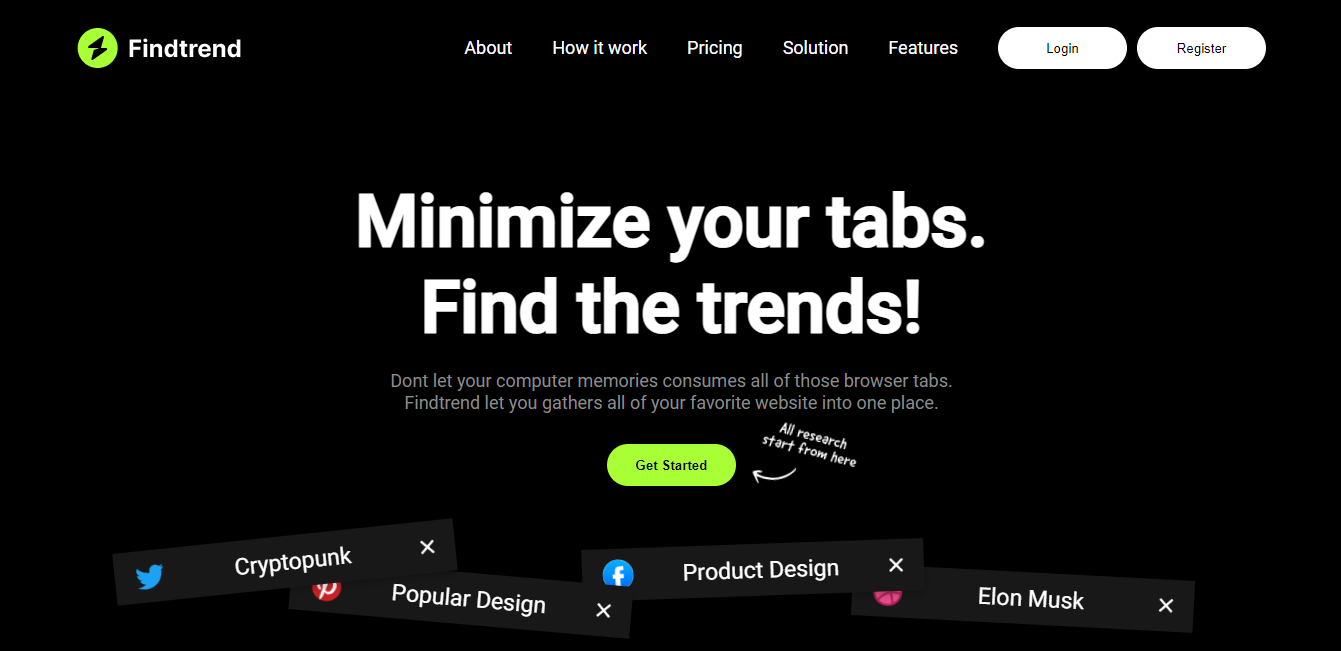 Findtrend
About
How it work
Pricing
Solution
Features
Login
Register
Minimize your tabs.
Find the trends!
Dont let your computer memories consumes all of those browser tabs.
Findtrend let you gathers all of your favorite website into one place.
Get Started
All research
start from here
Cryptopunk
Popular Design
Product Design
Elon Musk